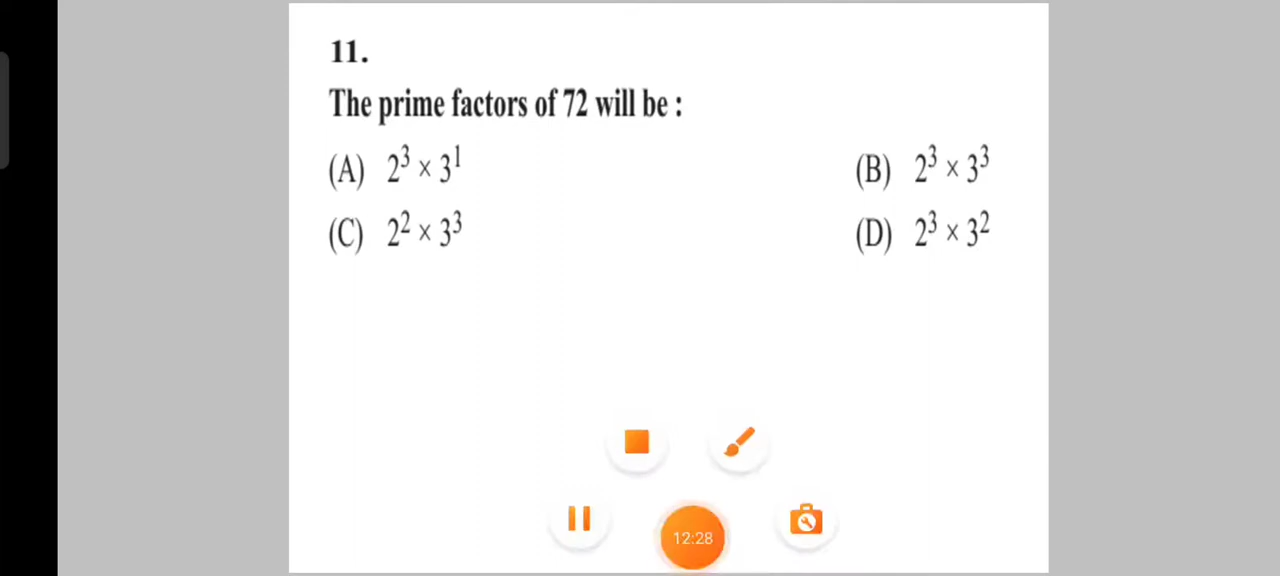 11.
The prime factors of 72 will be :
(A) 2³ × 3¹ (B) 2³ × 3³
(C) 2² × 3³ (D) 2³ × 3²
12:28